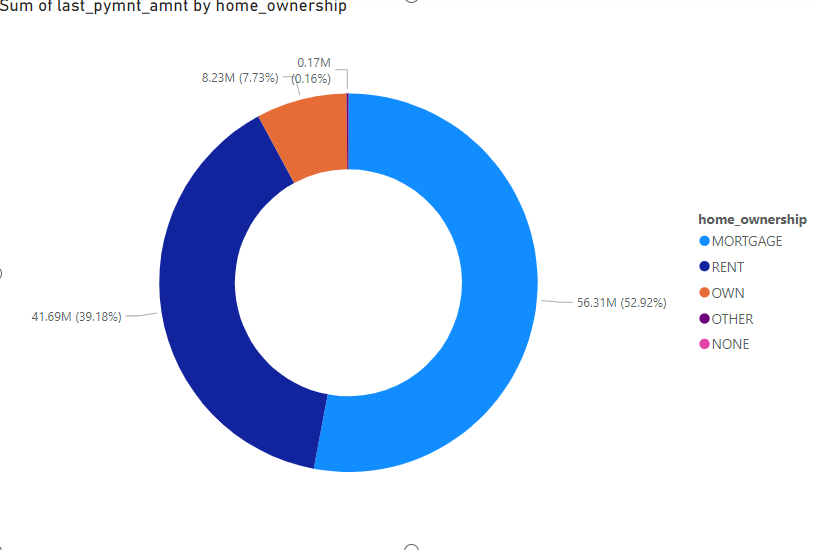 Sum of last_pymnt_amnt by home_ownership
0.17M
(0.16%)
8.23M (7.73%)
41.69M (39.18%)
56.31M (52.92%)
home_ownership
MORTGAGE
RENT
OWN
OTHER
NONE